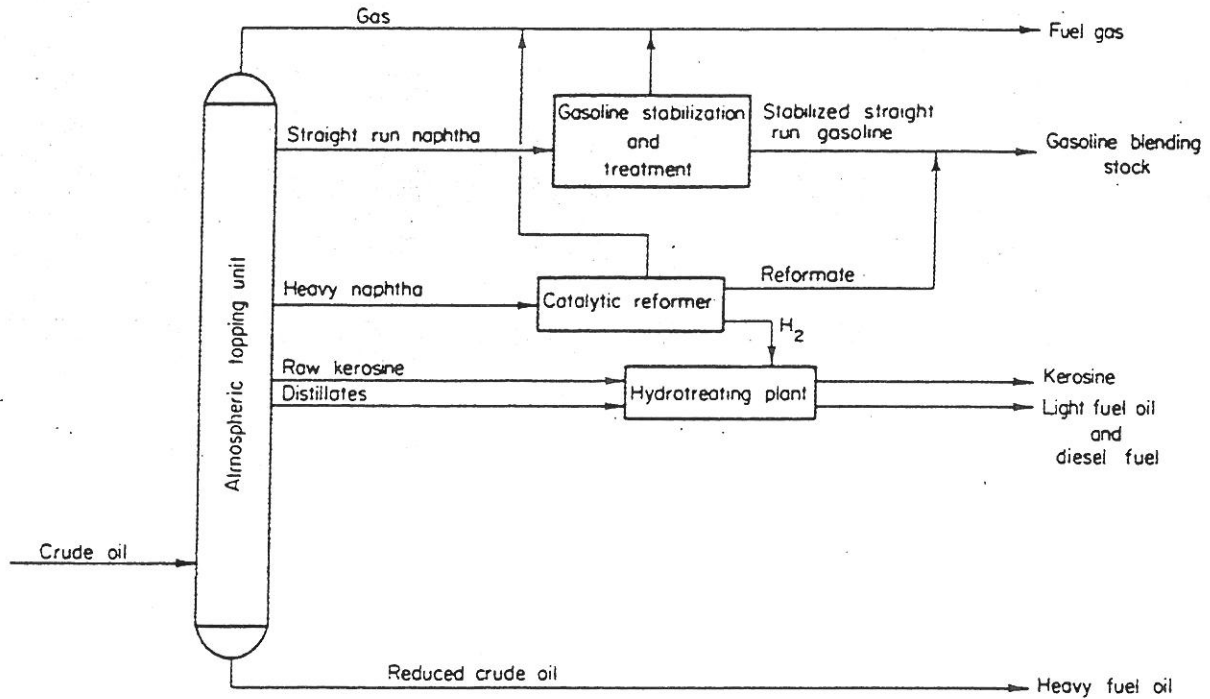 Gas
Fuel gas
Gasoline stabilization
and
treatment
Stabilized straight
run gasoline
Straight run naphtha
Gasoline blending
stock
Atmospheric topping unit
Heavy naphtha
Catalytic reformer
Reformate
H2
Raw kerosine
Distillates
Hydrotreating plant
Kerosine
Light fuel oil
and
diesel fuel
Crude oil
Reduced crude oil
Heavy fuel oil